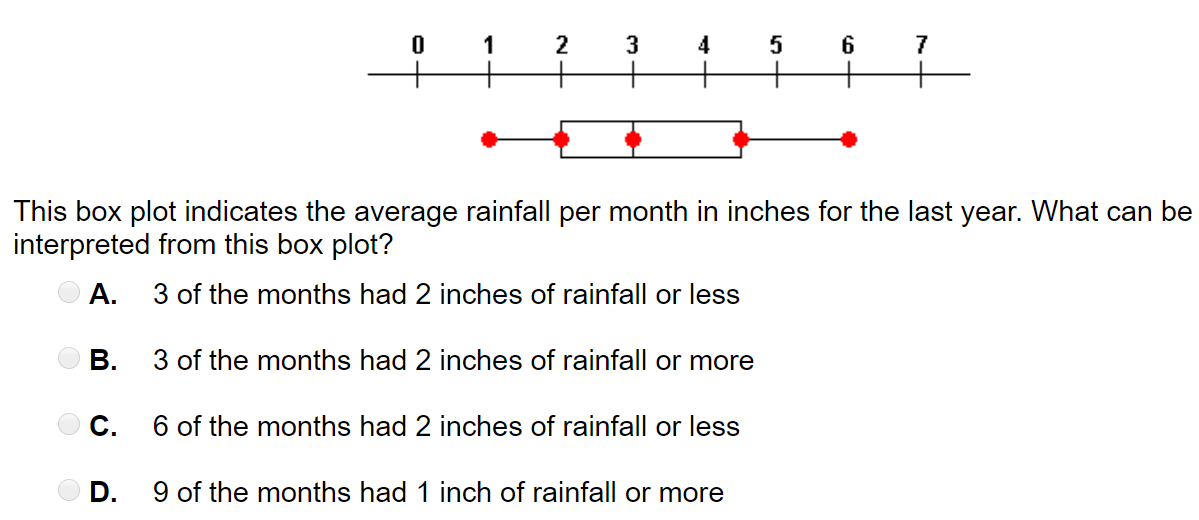 0 1 2 3 4 5 6 7
This box plot indicates the average rainfall per month in inches for the last year. What can be
interpreted from this box plot?
A. 3 of the months had 2 inches of rainfall or less
B. 3 of the months had 2 inches of rainfall or more
C. 6 of the months had 2 inches of rainfall or less
D. 9 of the months had 1 inch of rainfall or more